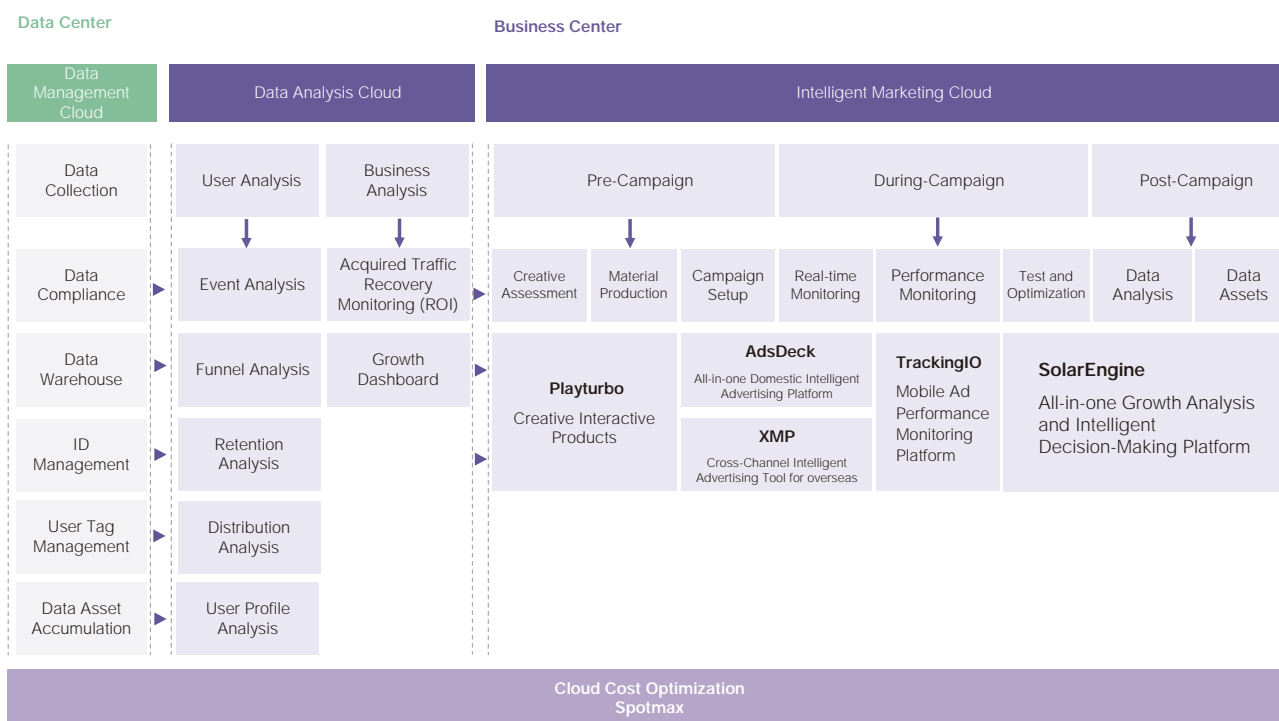 Data Center
Business Center
Data
Management
Cloud
Data Analysis Cloud
Intelligent Marketing Cloud
Data
Collection
User Analysis
Business
Analysis
Pre-Campaign
During-Campaign
Post-Campaign
Data
Compliance
Event Analysis
Acquired Traffic
Recovery
Monitoring (ROI)
Creative
Assessment
Material
Production
Campaign
Setup
Real-time
Monitoring
Performance
Monitoring
Test and
Optimization
Data
Analysis
Data
Assets
Data
Warehouse
Funnel Analysis
Growth
Dashboard
Playturbo
Creative Interactive
Products
AdsDeck
All-in-one Domestic Intelligent
Advertising Platform
XMP
Cross-Channel Intelligent
Advertising Tool for overseas
TrackingIO
Mobile Ad
Performance
Monitoring
Platform
SolarEngine
All-in-one Growth Analysis
and Intelligent
Decision-Making Platform
ID
Management
Retention
Analysis
User Tag
Management
Distribution
Analysis
Data Asset
Accumulation
User Profile
Analysis
Cloud Cost Optimization
Spotmax